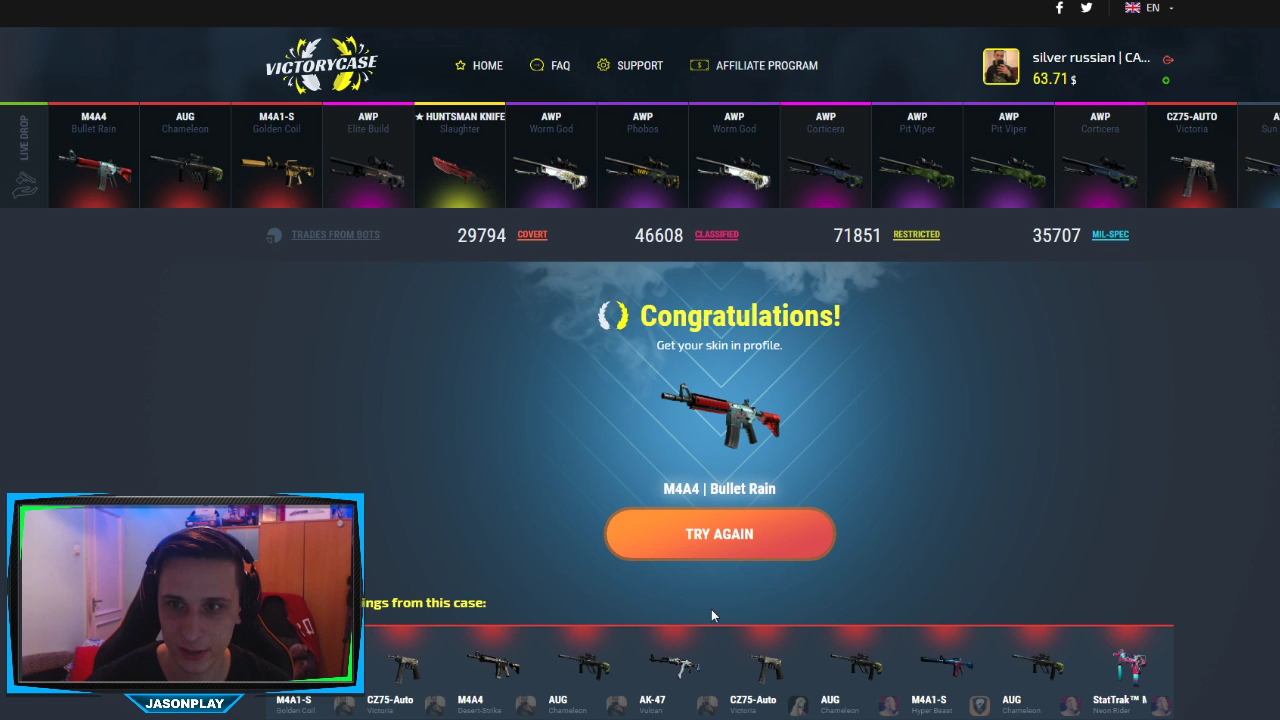 EN
VICTORYCASE
HOME
FAQ
SUPPORT
AFFILIATE PROGRAM
silver russian | CA...
63.71 $
LIVE DROP
M4A4
Bullet Rain
AUG
Chameleon
M4A1-S
Golden Coil
AWP
Elite Build
★ HUNTSMAN KNIFE
Slaughter
AWP
Worm God
AWP
Phobos
AWP
Worm God
AWP
Corticera
AWP
Pit Viper
AWP
Pit Viper
AWP
Corticera
CZ75-AUTO
Victoria
Sun
TRADES FROM BOTS
29794 COVERT
46608 CLASSIFIED
71851 RESTRICTED
35707 MIL-SPEC
Congratulations!
Get your skin in profile.
M4A4 | Bullet Rain
TRY AGAIN
ings from this case:
M4A1-S
Golden Coil
CZ75-Auto
Victoria
M4A4
Desert-Strike
AUG
Chameleon
AK-47
Vulcan
CZ75-Auto
Victoria
AUG
Chameleon
M4A1-S
Hyper Beast
AUG
Chameleon
StatTrak™
Neon Rider
JASONPLAY